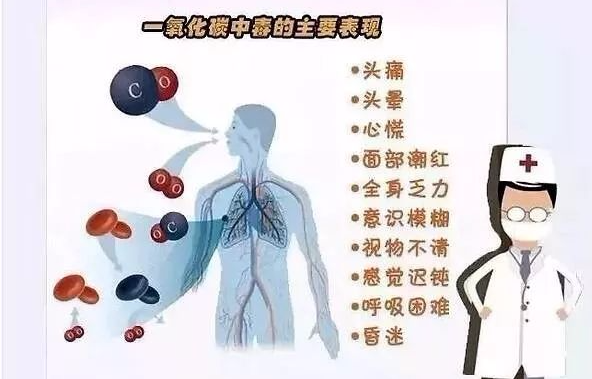 一氧化碳中毒的主要表现
•头痛
•头晕
•心慌
•面部潮红
•全身乏力
•意识模糊
•视物不清
•感觉迟钝
•呼吸困难
•昏迷
C O
O O
O C